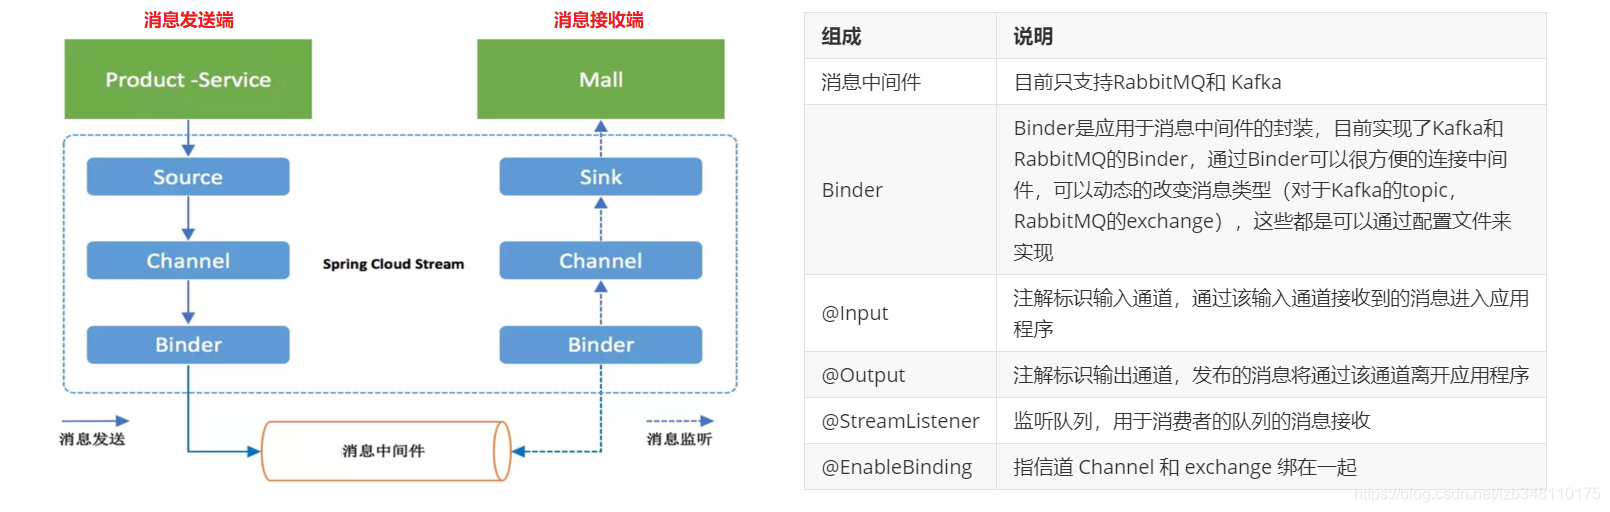 消息发送端
消息接收端
Product -Service
Mall
Source
Sink
Channel
Spring Cloud Stream
Channel
Binder
Binder
消息发送
消息中间件
消息监听
组成
说明
消息中间件
目前只支持RabbitMQ和 Kafka
Binder
Binder是应用于消息中间件的封装，目前实现了Kafka和
RabbitMQ的Binder，通过Binder可以很方便的连接中间
件，可以动态的改变消息类型（对于Kafka的topic，
RabbitMQ的exchange），这些都是可以通过配置文件来
实现
@Input
注解标识输入通道，通过该输入通道接收到的消息进入应用
程序
@Output
注解标识输出通道，发布的消息将通过该通道离开应用程序
@StreamListener
监听队列，用于消费者的队列的消息接收
@EnableBinding
指信道 Channel 和 exchange 绑在一起
https://blog.csdn.net/lzb348110175